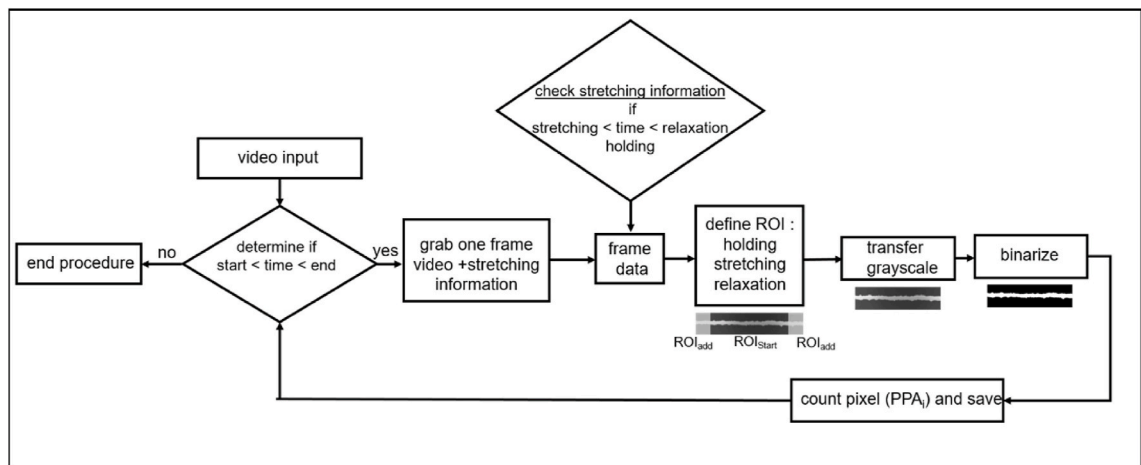 check stretching information
if
stretching < time < relaxation
holding
video input
determine if
start < time < end
no
yes
end procedure
grab one frame
video +stretching
information
frame
data
define ROI :
holding
stretching
relaxation
transfer
grayscale
binarize
ROIadd
ROIStart
ROIadd
count pixel (PPAi) and save